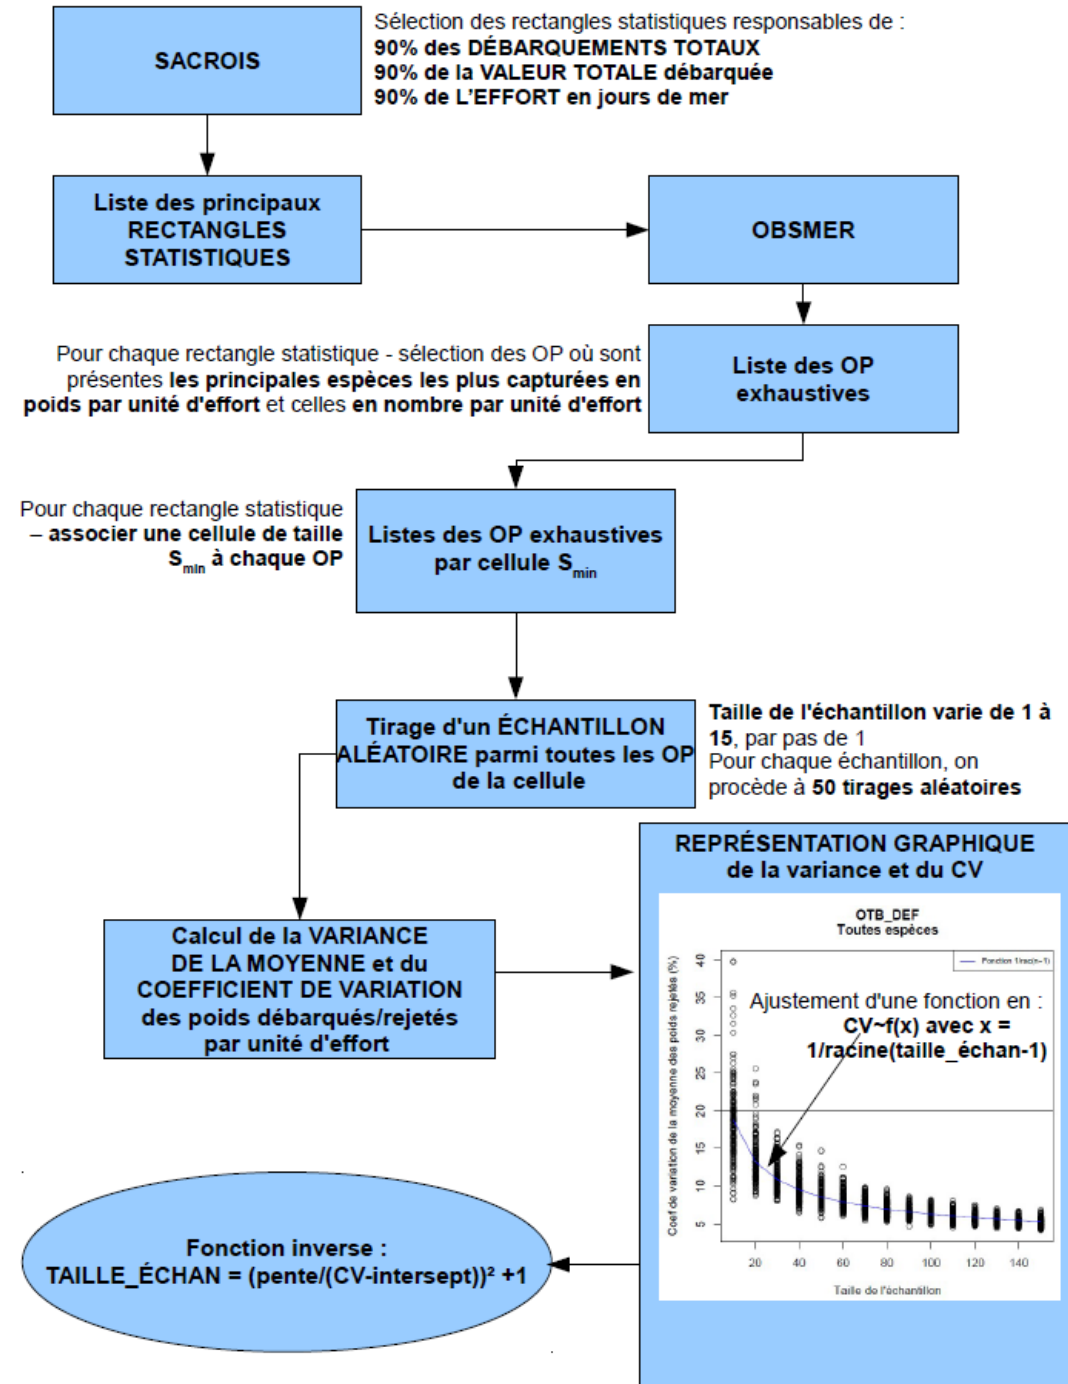 SACROIS
Sélection des rectangles statistiques responsables de :
90% des DÉBARQUEMENTS TOTAUX
90% de la VALEUR TOTALE débarquée
90% de L'EFFORT en jours de mer
Liste des principaux
RECTANGLES
STATISTIQUES
OBSMER
Pour chaque rectangle statistique - sélection des OP où sont
présentes les principales espèces les plus capturées en
poids par unité d'effort et celles en nombre par unité d'effort
Liste des OP
exhaustives
Pour chaque rectangle statistique
– associer une cellule de taille
Smin à chaque OP
Listes des OP exhaustives
par cellule Smin
Tirage d'un ÉCHANTILLON
ALÉATOIRE parmi toutes les OP
de la cellule
Taille de l'échantillon varie de 1 à
15, par pas de 1
Pour chaque échantillon, on
procède à 50 tirages aléatoires
Calcul de la VARIANCE
DE LA MOYENNE et du
COEFFICIENT DE VARIATION
des poids débarqués/rejetés
par unité d'effort
REPRÉSENTATION GRAPHIQUE
de la variance et du CV
OTB_DEF
Toutes espèces
Fonction 1/rac(n-1)
Ajustement d'une fonction en :
CV~f(x) avec x =
1/racine(taille_échan-1)
Coef de variation de la moyenne des poids rejetés (%)
40
35
30
25
20
15
10
5
20 40 60 80 100 120 140
Taille de l'échantillon
Fonction inverse :
TAILLE_ÉCHAN = (pente/(CV-intersept))² +1